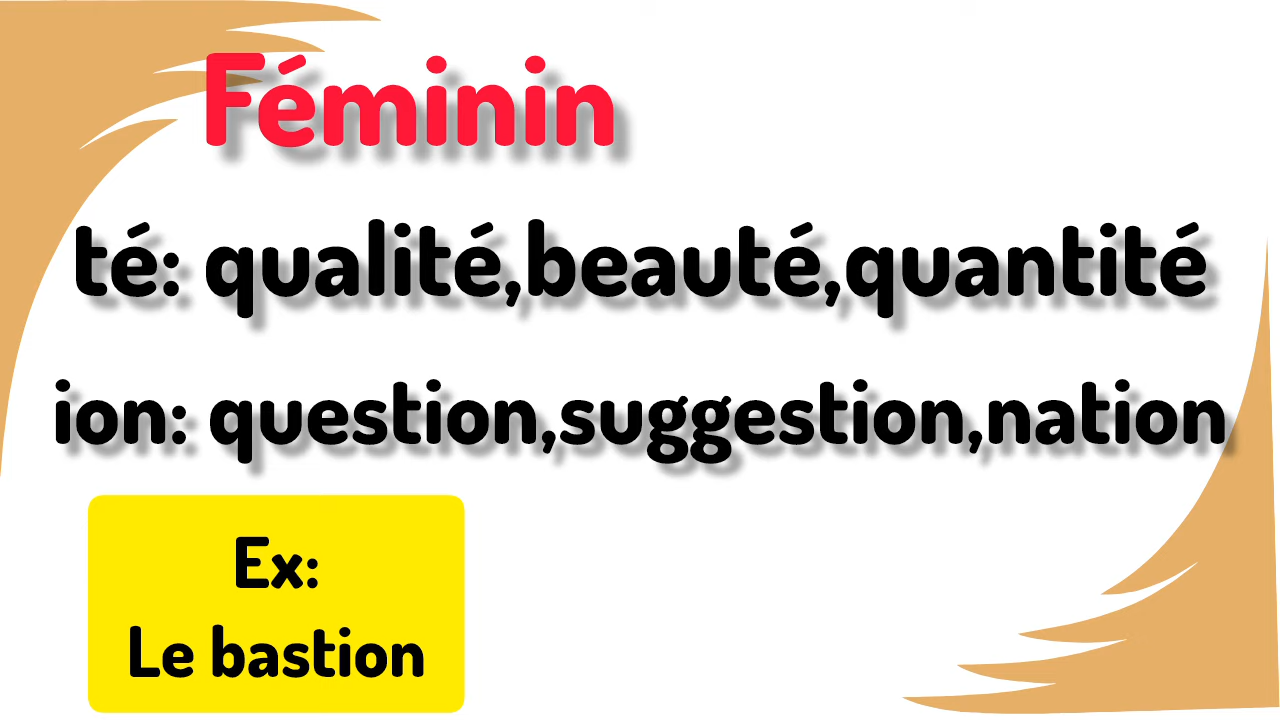 Féminin
té: qualité,beauté,quantité
ion: question,suggestion,nation
Ex:
Le bastion